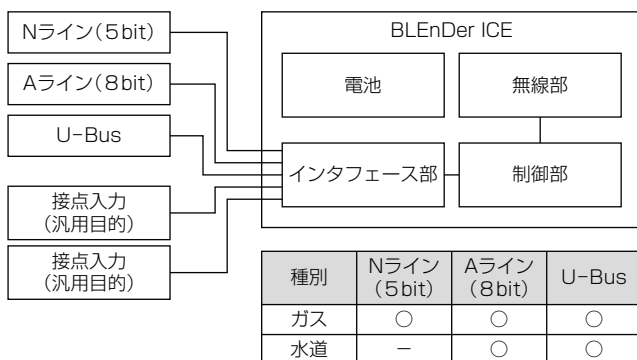 Nライン（5bit）
Aライン（8bit）
U-Bus
接点入力
（汎用目的）
接点入力
（汎用目的）
BLEnDer ICE
電池
無線部
インタフェース部
制御部
種別
Nライン
（5bit）
Aライン
（8bit）
U-Bus
ガス
○
○
○
水道
－
○
○